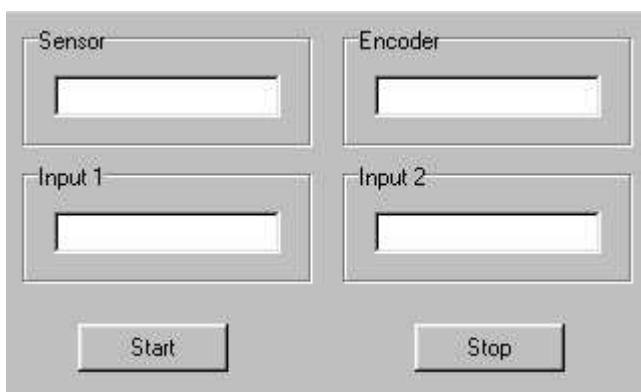 Sensor
Encoder
Input 1
Input 2
Start
Stop